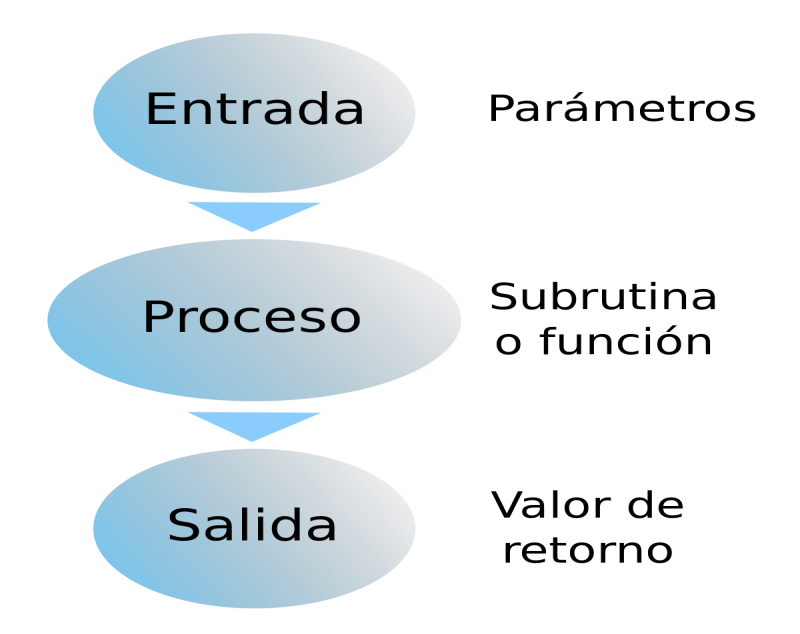 Entrada
Parámetros
Proceso
Subrutina
o función
Salida
Valor de
retorno